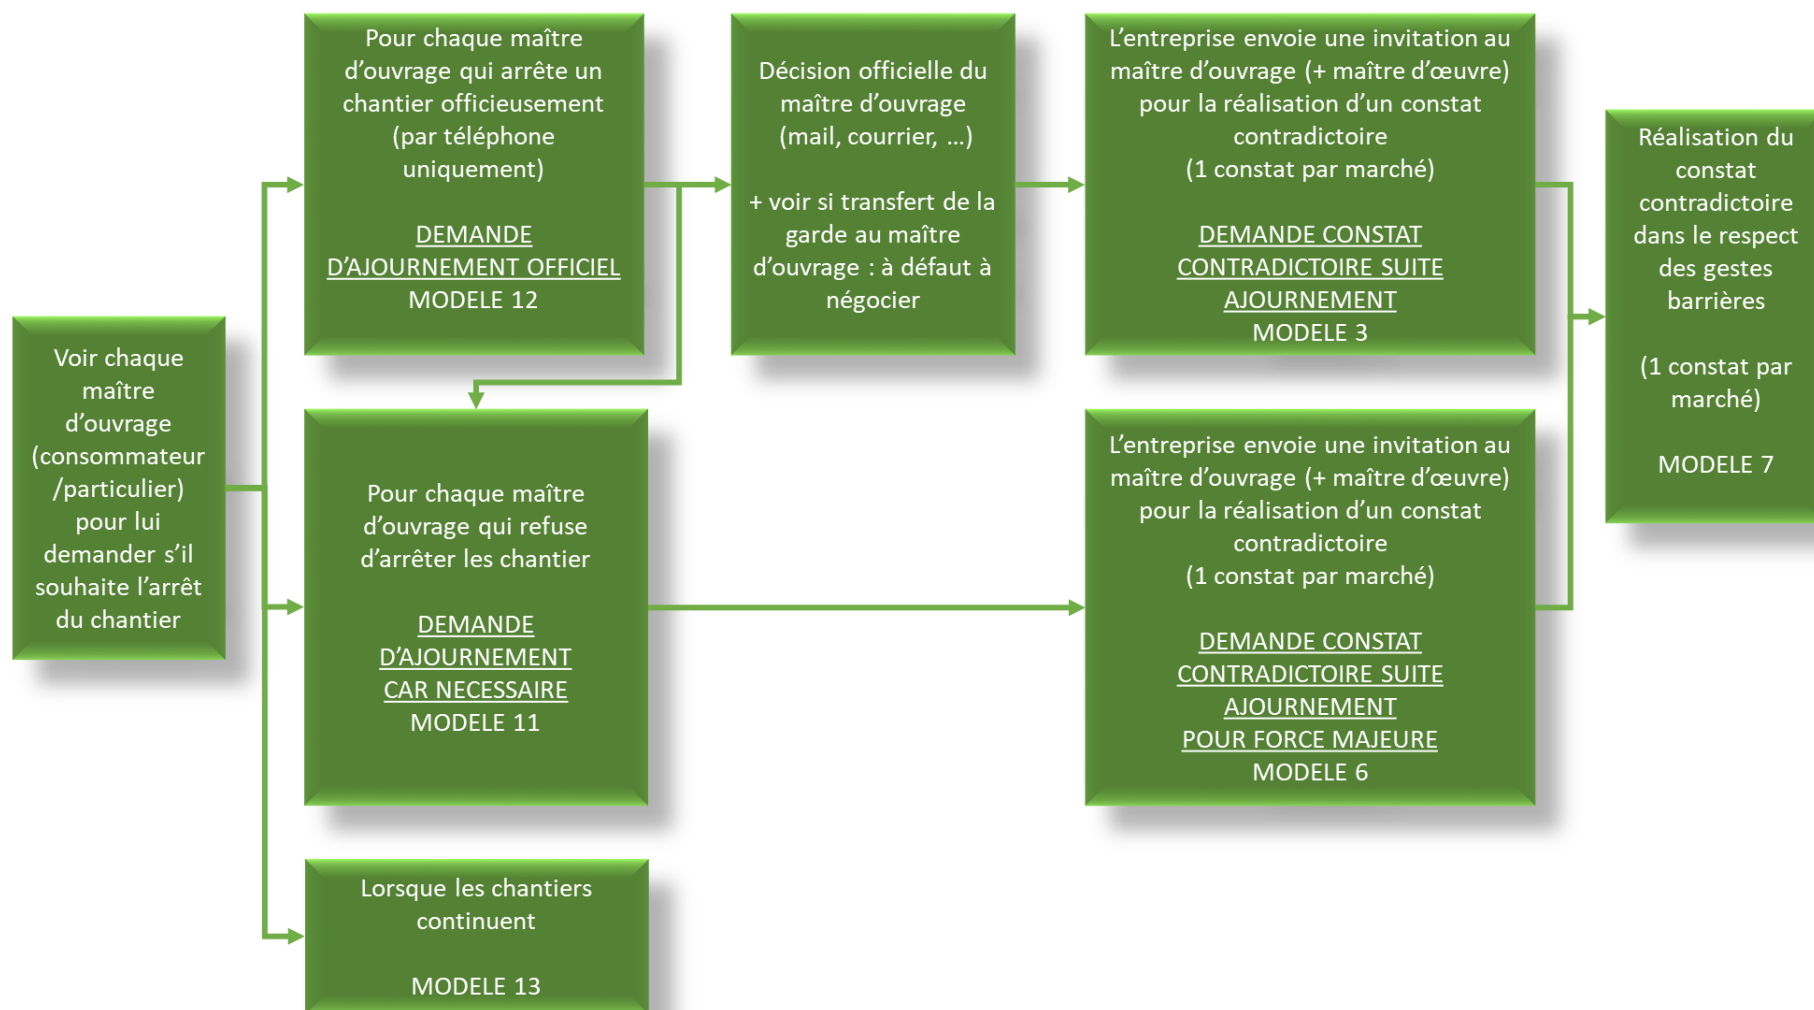 Voir chaque
maître
d'ouvrage
(consommateur
/particulier)
pour lui
demander s'il
souhaite l'arrêt
du chantier
Pour chaque maître
d'ouvrage qui arrête un
chantier officieusement
(par téléphone
uniquement)
DEMANDE
D'AJOURNEMENT OFFICIEL
MODELE 12
Décision officielle du
maître d'ouvrage
(mail, courrier, …)
+ voir si transfert de la
garde au maître
d'ouvrage : à défaut à
négocier
L'entreprise envoie une invitation au
maître d'ouvrage (+ maître d'œuvre)
pour la réalisation d'un constat
contradictoire
(1 constat par marché)
DEMANDE CONSTAT
CONTRADICTOIRE SUITE
AJOURNEMENT
MODELE 3
Réalisation du
constat
contradictoire
dans le respect
des gestes
barrières
(1 constat par
marché)
MODELE 7
Pour chaque maître
d'ouvrage qui refuse
d'arrêter les chantier
DEMANDE
D'AJOURNEMENT
CAR NECESSAIRE
MODELE 11
L'entreprise envoie une invitation au
maître d'ouvrage (+ maître d'œuvre)
pour la réalisation d'un constat
contradictoire
(1 constat par marché)
DEMANDE CONSTAT
CONTRADICTOIRE SUITE
AJOURNEMENT
POUR FORCE MAJEURE
MODELE 6
Lorsque les chantiers
continuent
MODELE 13